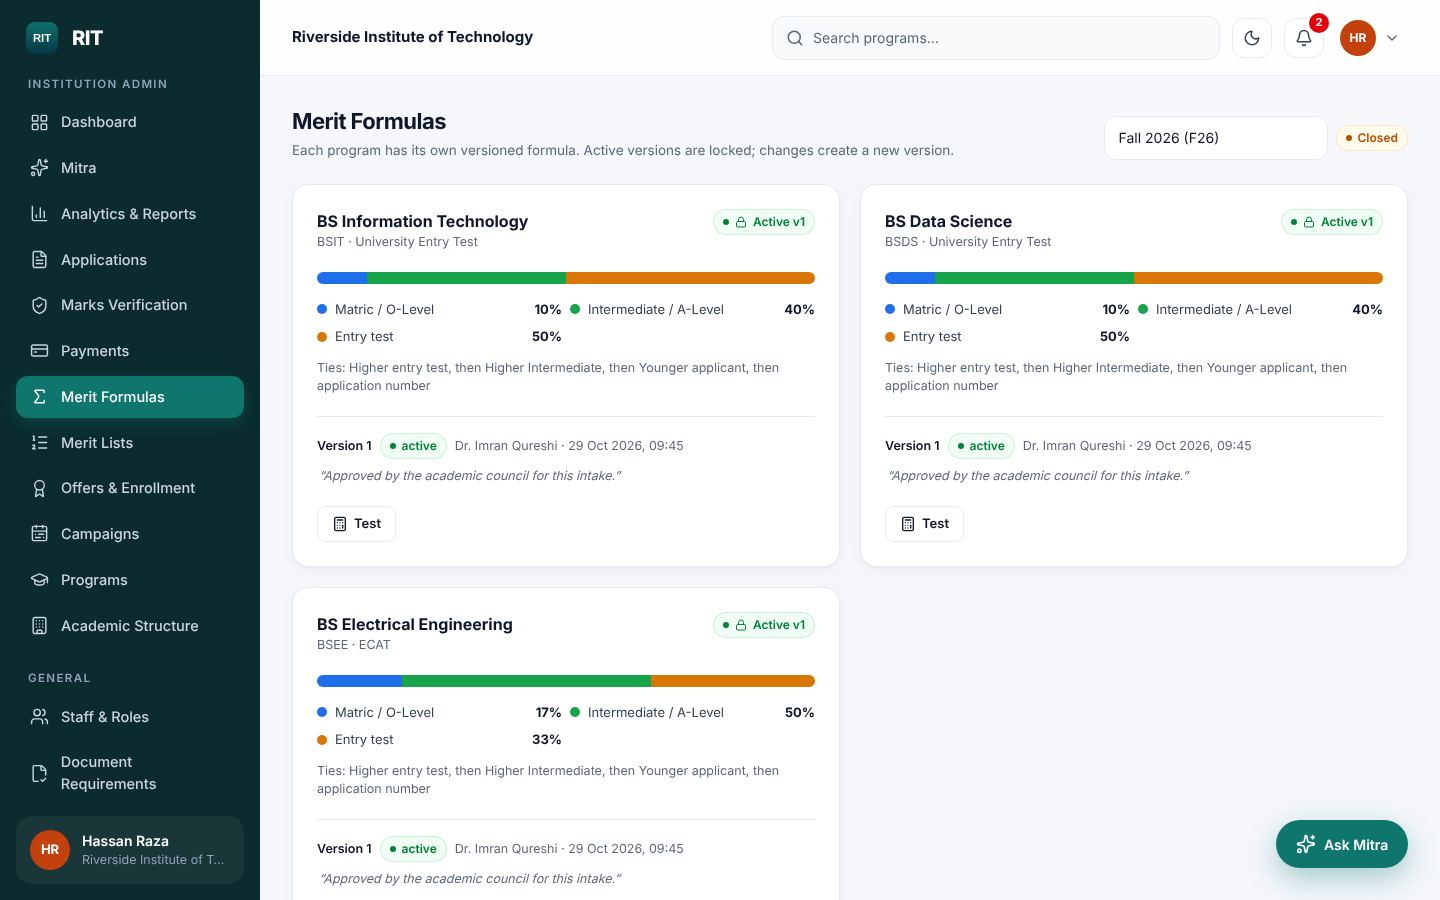 RIT
RIT
INSTITUTION ADMIN
Dashboard
Mitra
Analytics & Reports
Applications
Marks Verification
Payments
Merit Formulas
Merit Lists
Offers & Enrollment
Campaigns
Programs
Academic Structure
GENERAL
Staff & Roles
Document
Requirements
HR
Hassan Raza
Riverside Institute of T...
Riverside Institute of Technology
Search programs...
2
HR
Merit Formulas
Each program has its own versioned formula. Active versions are locked; changes create a new version.
Fall 2026 (F26)
Closed
BS Information Technology
Active v1
BSIT · University Entry Test
Matric / O-Level 10%
Intermediate / A-Level 40%
Entry test 50%
Ties: Higher entry test, then Higher Intermediate, then Younger applicant, then
application number
Version 1 active Dr. Imran Qureshi · 29 Oct 2026, 09:45
“Approved by the academic council for this intake.”
Test
BS Data Science
Active v1
BSDS · University Entry Test
Matric / O-Level 10%
Intermediate / A-Level 40%
Entry test 50%
Ties: Higher entry test, then Higher Intermediate, then Younger applicant, then
application number
Version 1 active Dr. Imran Qureshi · 29 Oct 2026, 09:45
“Approved by the academic council for this intake.”
Test
BS Electrical Engineering
Active v1
BSEE · ECAT
Matric / O-Level 17%
Intermediate / A-Level 50%
Entry test 33%
Ties: Higher entry test, then Higher Intermediate, then Younger applicant, then
application number
Version 1 active Dr. Imran Qureshi · 29 Oct 2026, 09:45
“Approved by the academic council for this intake.”
Ask Mitra